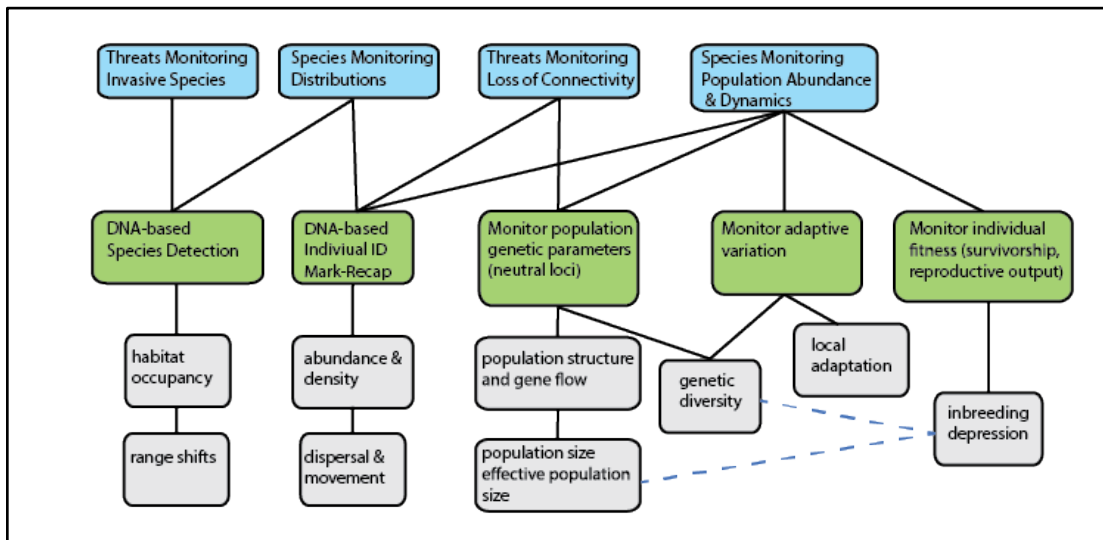 Threats Monitoring
Invasive Species
Species Monitoring
Distributions
Threats Monitoring
Loss of Connectivity
Species Monitoring
Population Abundance
& Dynamics
DNA-based
Species Detection
DNA-based
Indiviual ID
Mark-Recap
Monitor population
genetic parameters
(neutral loci)
Monitor adaptive
variation
Monitor individual
fitness (survivorship,
reproductive output)
habitat
occupancy
abundance &
density
population structure
and gene flow
genetic
diversity
local
adaptation
inbreeding
depression
range shifts
dispersal &
movement
population size
effective population
size